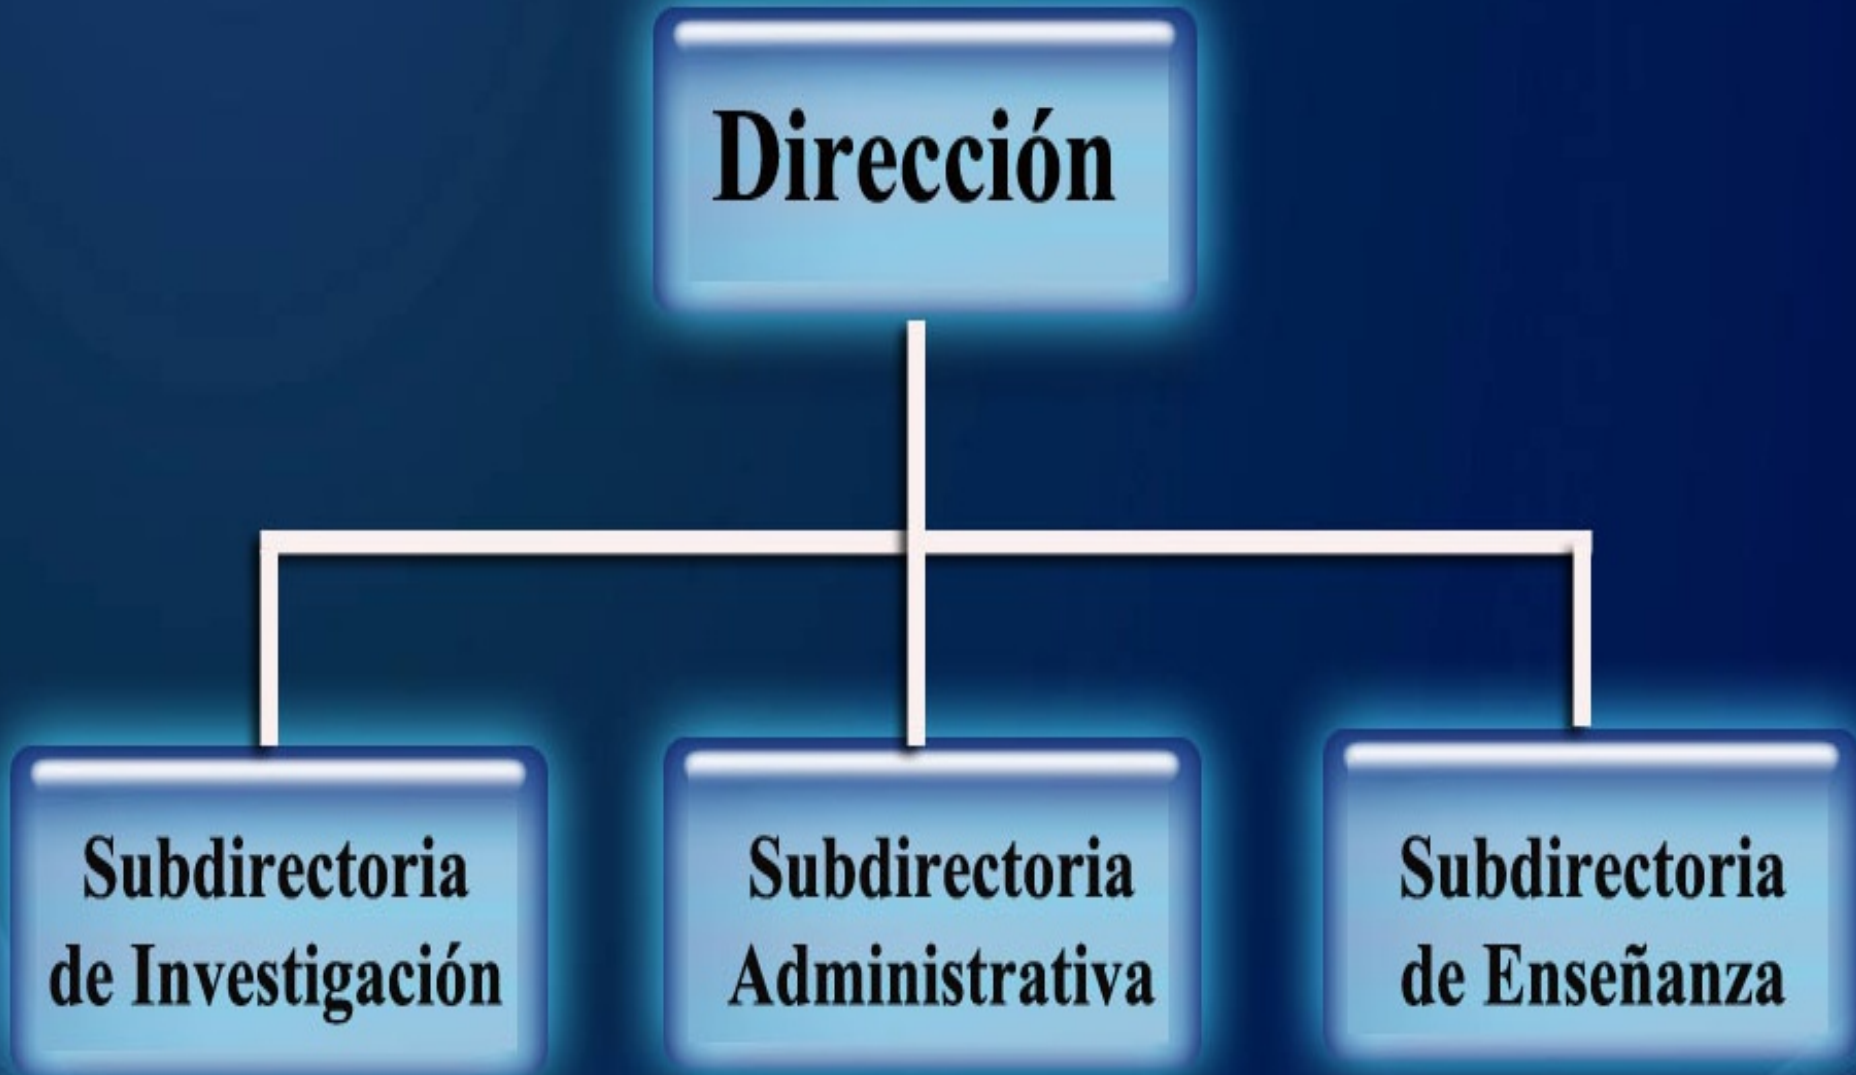 Dirección
Subdirectoria
de Investigación
Subdirectoria
Administrativa
Subdirectoria
de Enseñanza